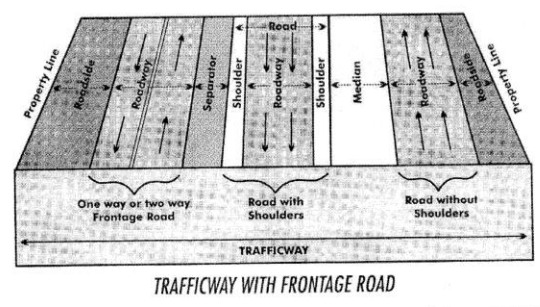 Road
Property Line
Roadside
Roadway
Separator
Shoulder
Roadway
Shoulder
Median
Roadway
Roadside
Property Line
One way or two way
Frontage Road
Road with
Shoulders
Road without
Shoulders
TRAFFICWAY
TRAFFICWAY WITH FRONTAGE ROAD